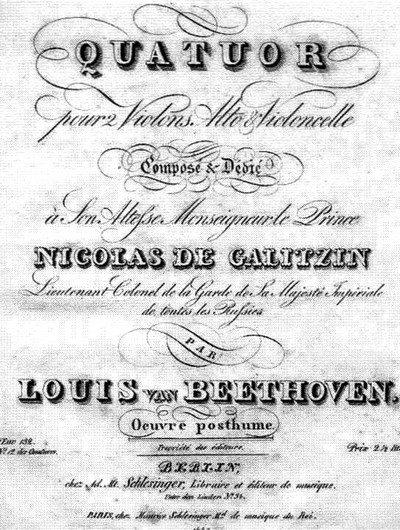 QUATUOR
pour 2 Violons, Alto & Violoncelle
Composé & Dédié
à Son Altesse Monseigneur le Prince
NICOLAS DE GALITZIN
Lieutenant Colonel de la Garde de Sa Majesté Impériale
de toutes les Russies
PAR
LOUIS VAN BEETHOVEN.
Oeuvre posthume.
Oeuv 132.
Propriété des éditeurs.
Prix 2
BERLIN,
chez Ad. Mt. Schlesinger, Libraire et éditeur de musique.
Unter den Linden No. 34.
PARIS, chez Maurice Schlesinger Md. de musique du Roi.